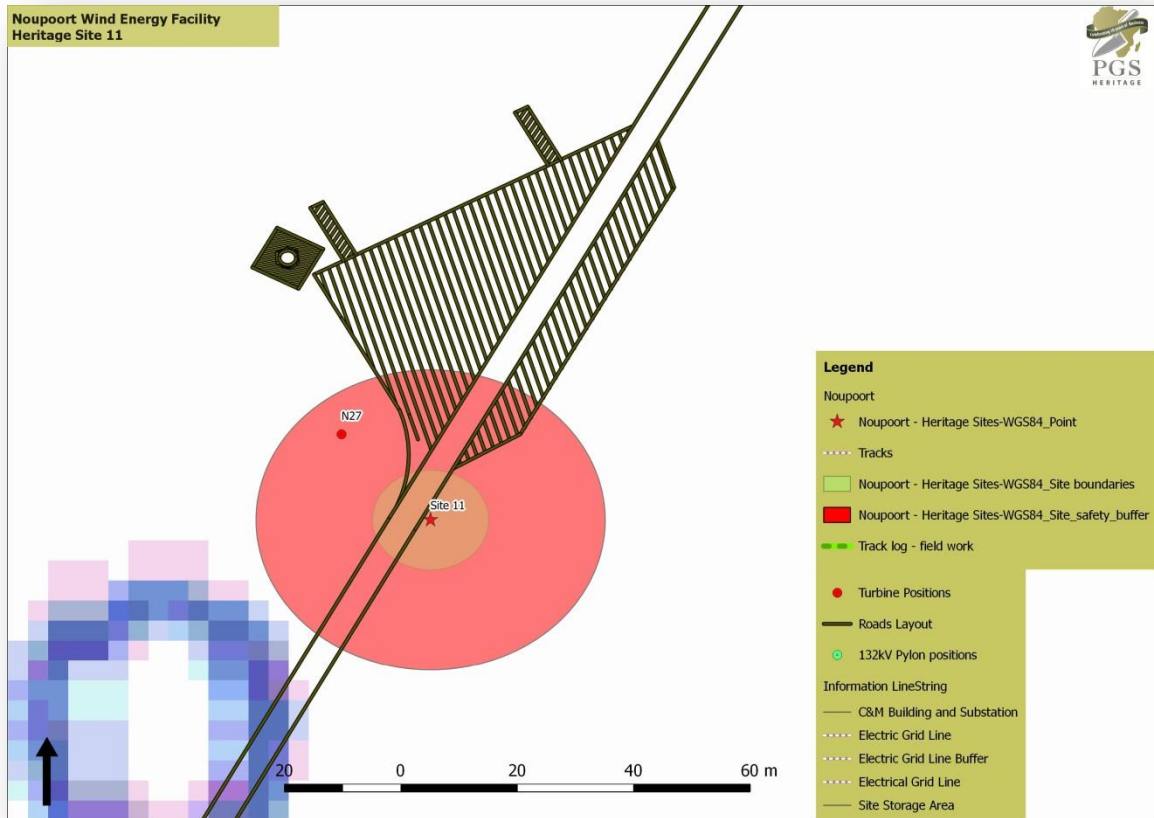 Noupoort Wind Energy Facility
Heritage Site 11
PGS
HERITAGE
N27
Site 11
20 0 20 40 60 m
Legend
Noupoort
Noupoort - Heritage Sites-WGS84_Point
Tracks
Noupoort - Heritage Sites-WGS84_Site boundaries
Noupoort - Heritage Sites-WGS84_Site_safety_buffer
Track log - field work
Turbine Positions
Roads Layout
132kV Pylon positions
Information LineString
C&M Building and Substation
Electric Grid Line
Electric Grid Line Buffer
Electrical Grid Line
Site Storage Area